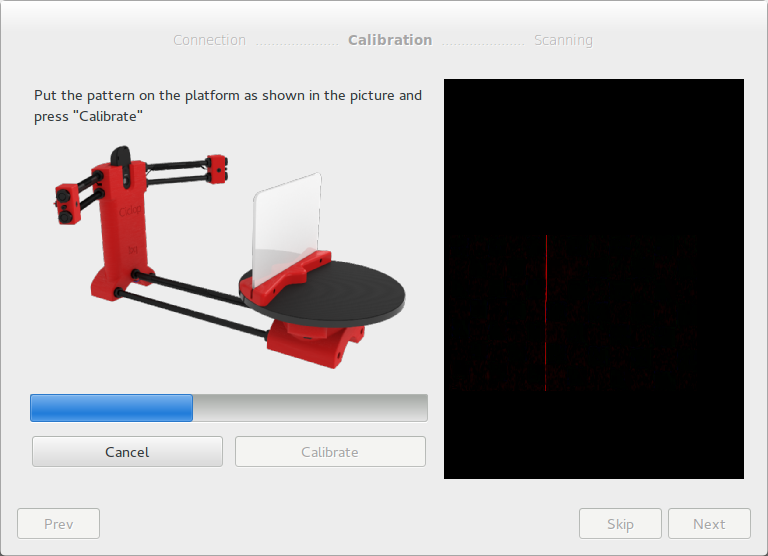 Connection .................... Calibration .................... Scanning
Put the pattern on the platform as shown in the picture and
press "Calibrate"
Ciclop
Cancel
Calibrate
Prev
Skip
Next